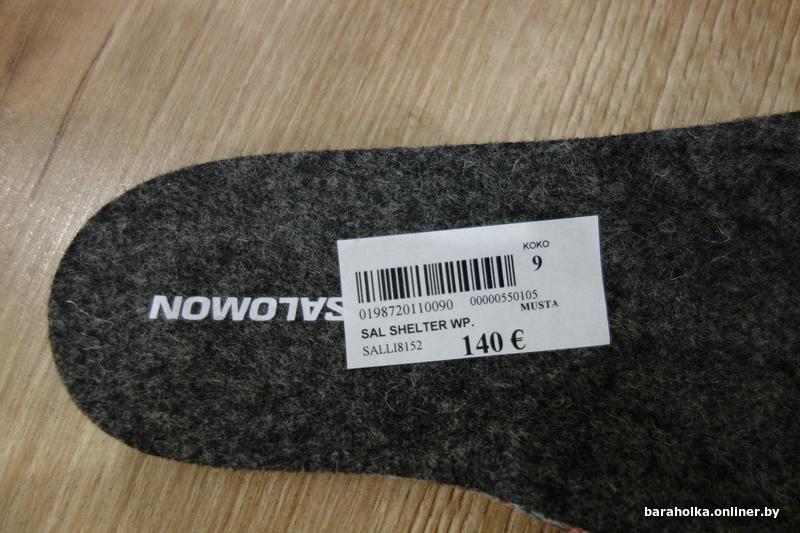 SALOMON
KOKO
9
0198720110090 00000550105
MUSTA
SAL SHELTER WP.
SALLI8152
140 €
baraholka.onliner.by